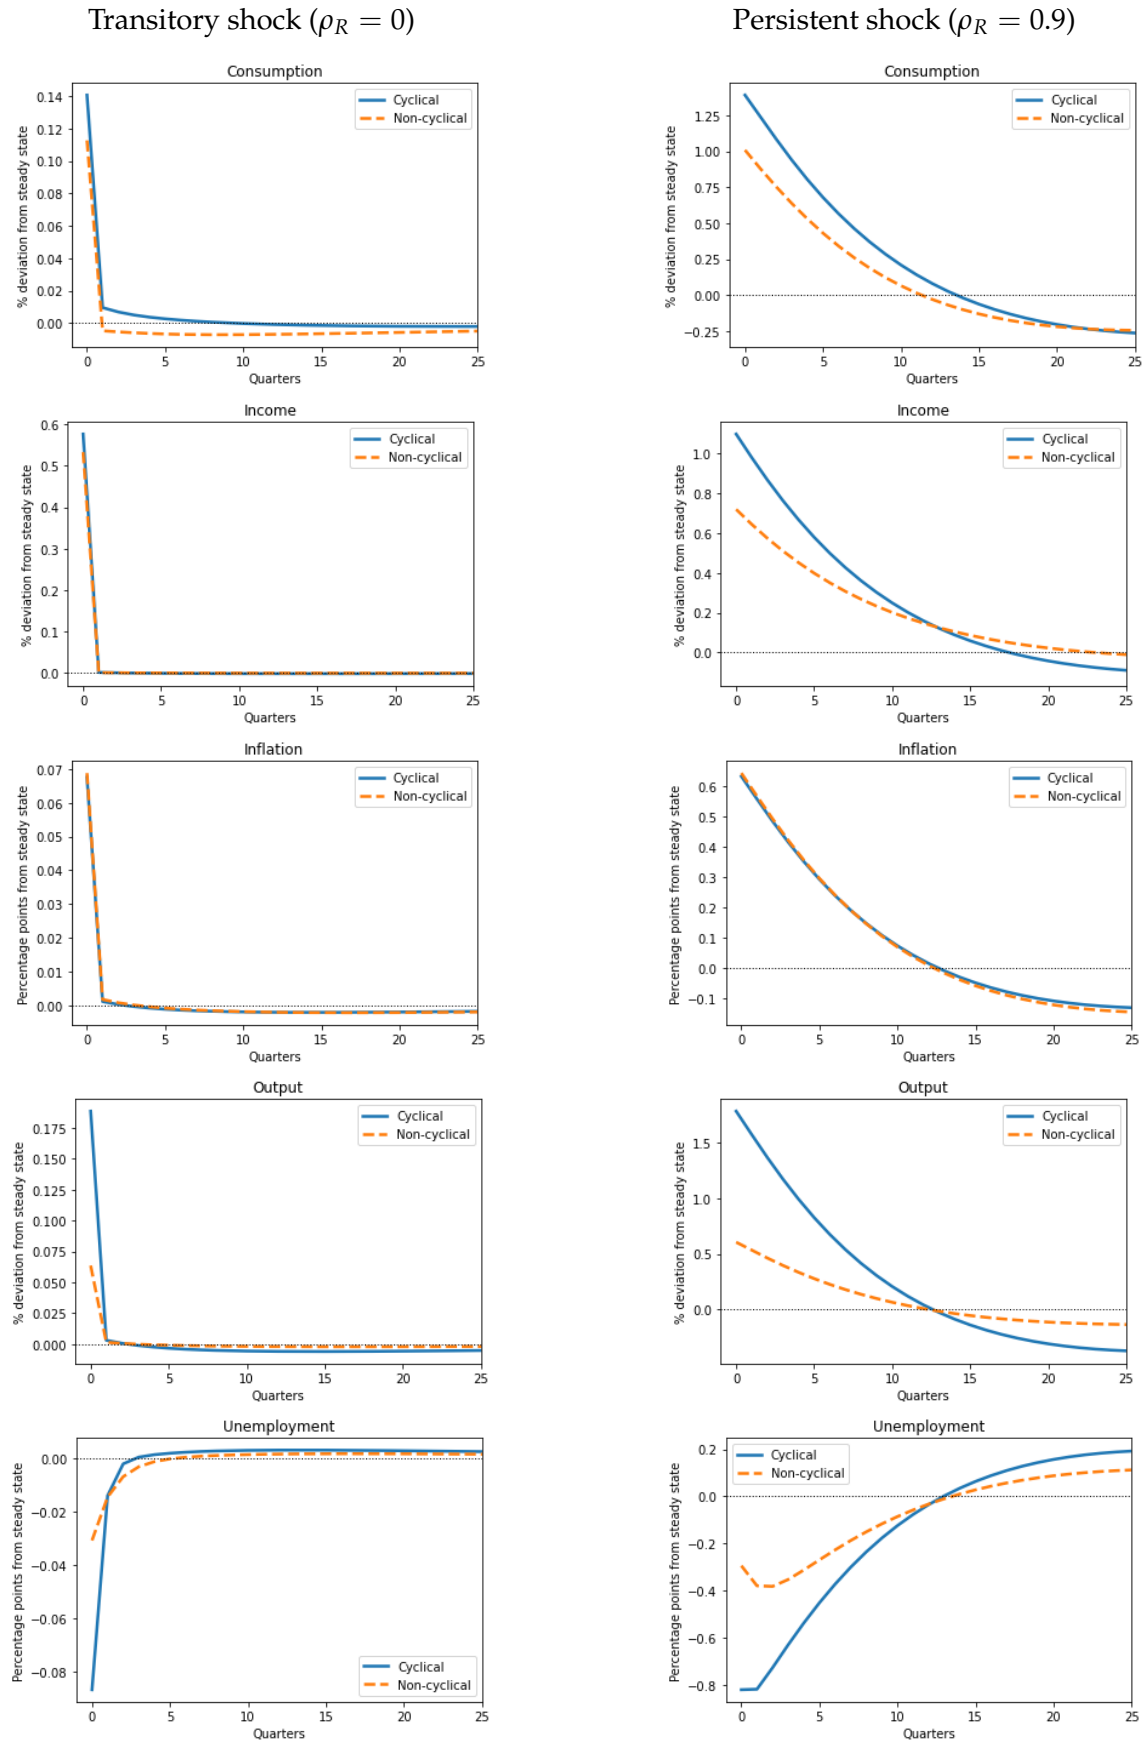 Transitory shock (ρ_R = 0)
Persistent shock (ρ_R = 0.9)
Consumption
% deviation from steady state
0.14
0.12
0.10
0.08
0.06
0.04
0.02
0.00
Cyclical
Non-cyclical
0 5 10 15 20 25
Quarters
Consumption
% deviation from steady state
1.25
1.00
0.75
0.50
0.25
0.00
−0.25
Cyclical
Non-cyclical
0 5 10 15 20 25
Quarters
Income
% deviation from steady state
0.6
0.5
0.4
0.3
0.2
0.1
0.0
Cyclical
Non-cyclical
0 5 10 15 20 25
Quarters
Income
% deviation from steady state
1.0
0.8
0.6
0.4
0.2
0.0
Cyclical
Non-cyclical
0 5 10 15 20 25
Quarters
Inflation
Percentage points from steady state
0.07
0.06
0.05
0.04
0.03
0.02
0.01
0.00
Cyclical
Non-cyclical
0 5 10 15 20 25
Quarters
Inflation
Percentage points from steady state
0.6
0.5
0.4
0.3
0.2
0.1
0.0
−0.1
Cyclical
Non-cyclical
0 5 10 15 20 25
Quarters
Output
% deviation from steady state
0.175
0.150
0.125
0.100
0.075
0.050
0.025
0.000
Cyclical
Non-cyclical
0 5 10 15 20 25
Quarters
Output
% deviation from steady state
1.5
1.0
0.5
0.0
Cyclical
Non-cyclical
0 5 10 15 20 25
Quarters
Unemployment
Percentage points from steady state
0.00
−0.02
−0.04
−0.06
−0.08
Cyclical
Non-cyclical
0 5 10 15 20 25
Quarters
Unemployment
Percentage points from steady state
0.2
0.0
−0.2
−0.4
−0.6
−0.8
Cyclical
Non-cyclical
0 5 10 15 20 25
Quarters